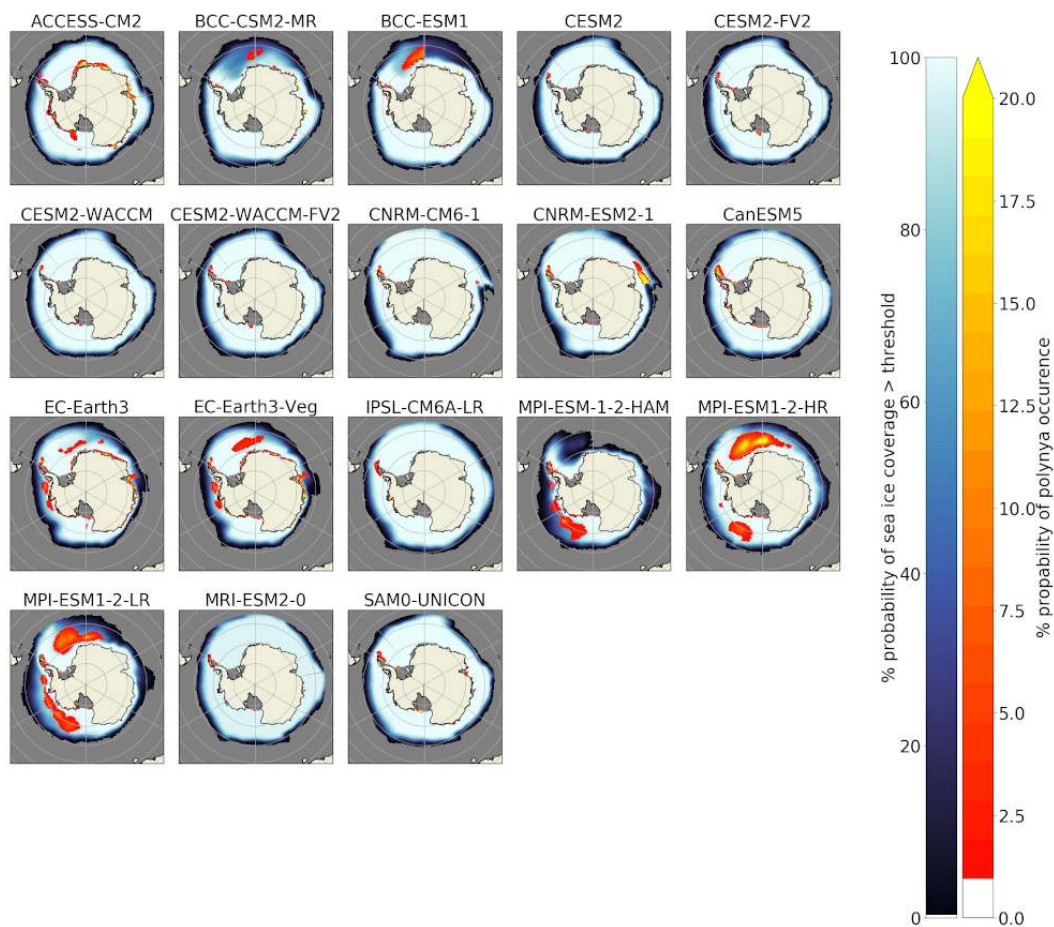 ACCESS-CM2 BCC-CSM2-MR BCC-ESM1 CESM2 CESM2-FV2
CESM2-WACCM CESM2-WACCM-FV2 CNRM-CM6-1 CNRM-ESM2-1 CanESM5
EC-Earth3 EC-Earth3-Veg IPSL-CM6A-LR MPI-ESM-1-2-HAM MPI-ESM1-2-HR
MPI-ESM1-2-LR MRI-ESM2-0 SAM0-UNICON
100
80
60
40
20
0
% probability of sea ice coverage > threshold
20.0
17.5
15.0
12.5
10.0
7.5
5.0
2.5
0.0
% propability of polynya occurence